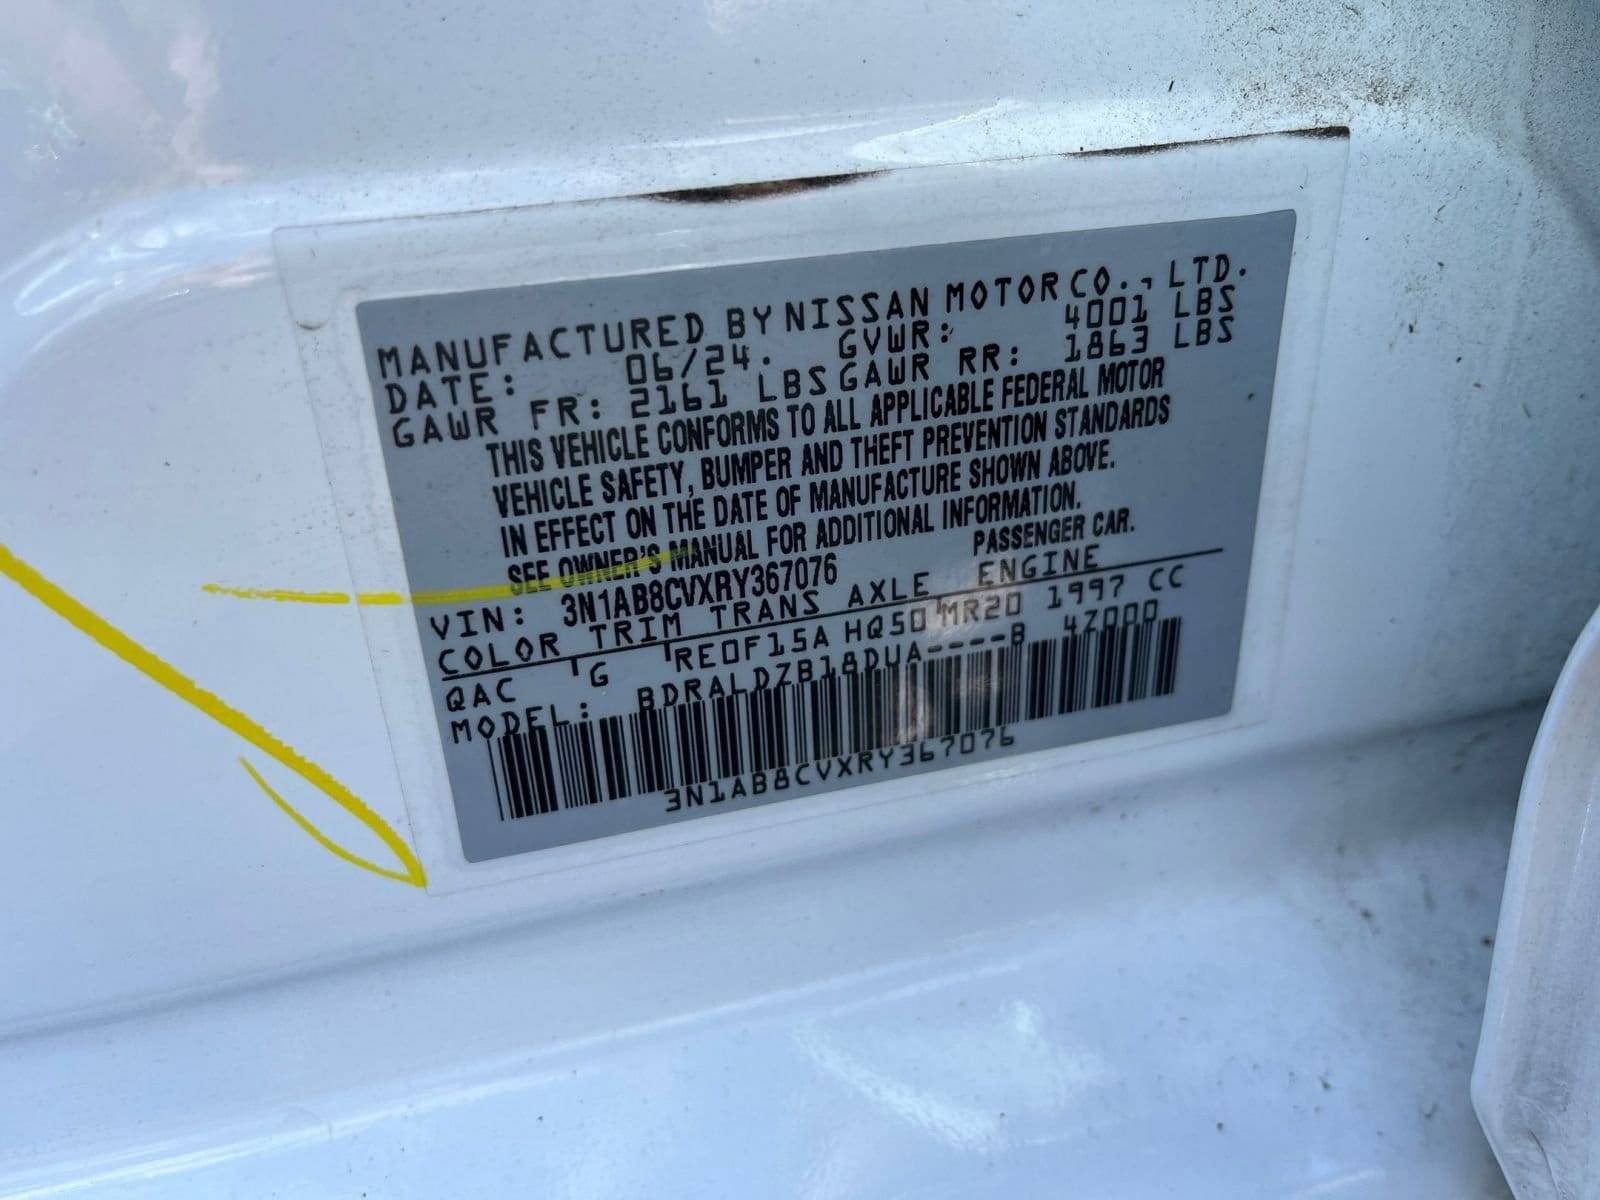 MANUFACTURED BY NISSAN MOTOR CO., LTD.
DATE: 06/24. GVWR: 4001 LBS
GAWR FR: 2161 LBS GAWR RR: 1863 LBS
THIS VEHICLE CONFORMS TO ALL APPLICABLE FEDERAL MOTOR
VEHICLE SAFETY, BUMPER AND THEFT PREVENTION STANDARDS
IN EFFECT ON THE DATE OF MANUFACTURE SHOWN ABOVE.
SEE OWNER'S MANUAL FOR ADDITIONAL INFORMATION.
VIN: 3N1AB8CVXRY367076 PASSENGER CAR.
COLOR TRIM TRANS AXLE ENGINE
QAC G RE0F15A HQ50 MR20 1997 CC
MODEL: BDRALDZB18DUA----B 4Z000
3N1AB8CVXRY367076